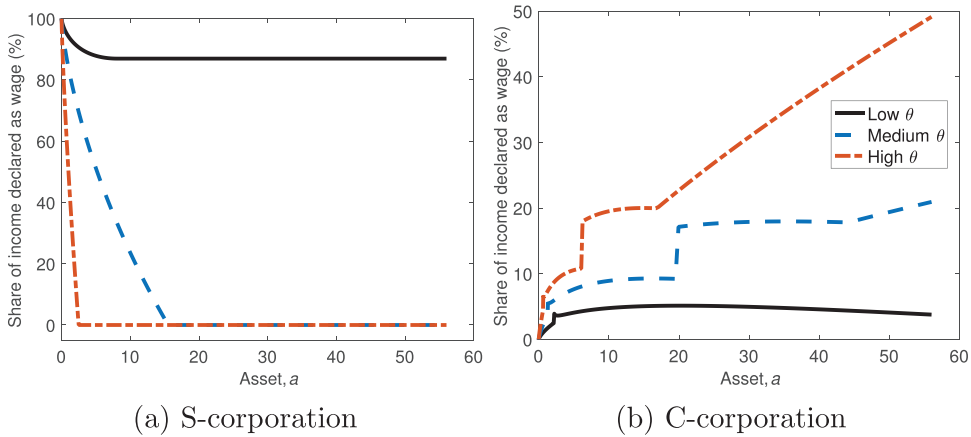 100
80
60
40
20
0
0
10
20
30
40
50
60
Share of income declared as wage (%)
Asset, a
(a) S-corporation
50
40
30
20
10
0
0
10
20
30
40
50
60
Share of income declared as wage (%)
Asset, a
Low θ
Medium θ
High θ
(b) C-corporation